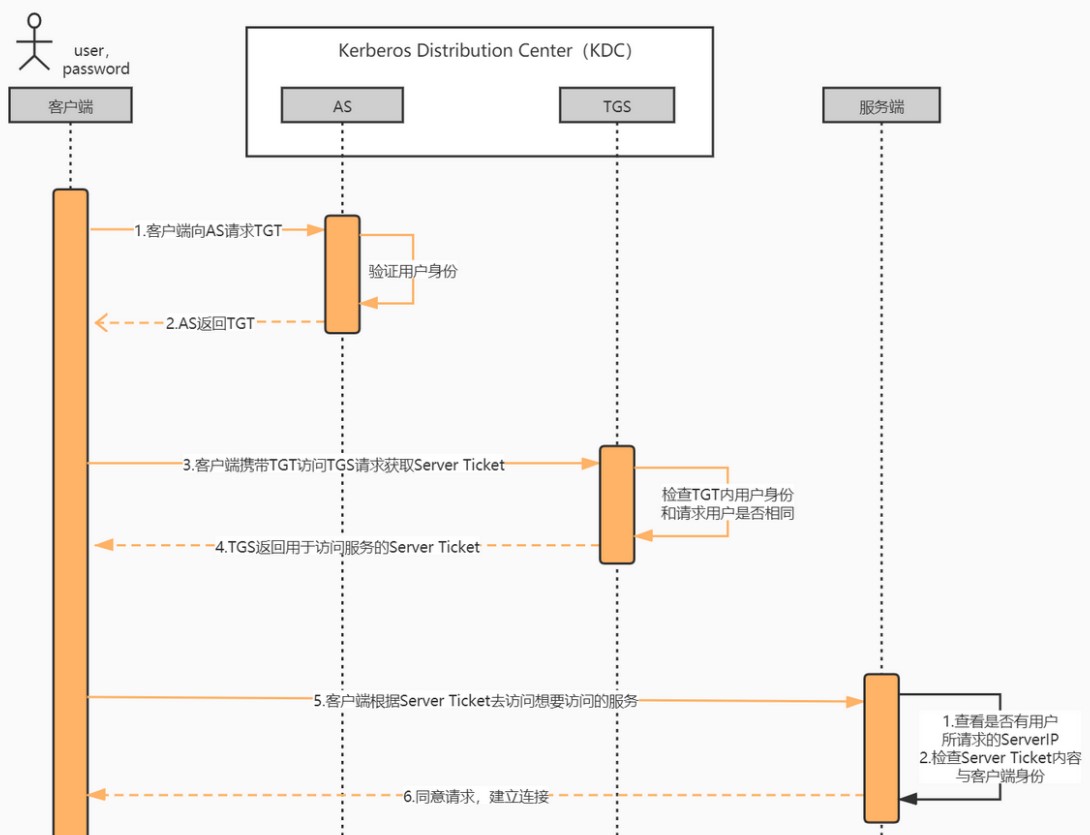 user,
password
Kerberos Distribution Center（KDC）
客户端
AS
TGS
服务端
1.客户端向AS请求TGT
验证用户身份
2.AS返回TGT
3.客户端携带TGT访问TGS请求获取Server Ticket
检查TGT内用户身份
和请求用户是否相同
4.TGS返回用于访问服务的Server Ticket
5.客户端根据Server Ticket去访问想要访问的服务
1.查看是否有用户
所请求的ServerIP
2.检查Server Ticket内容
与客户端身份
6.同意请求，建立连接